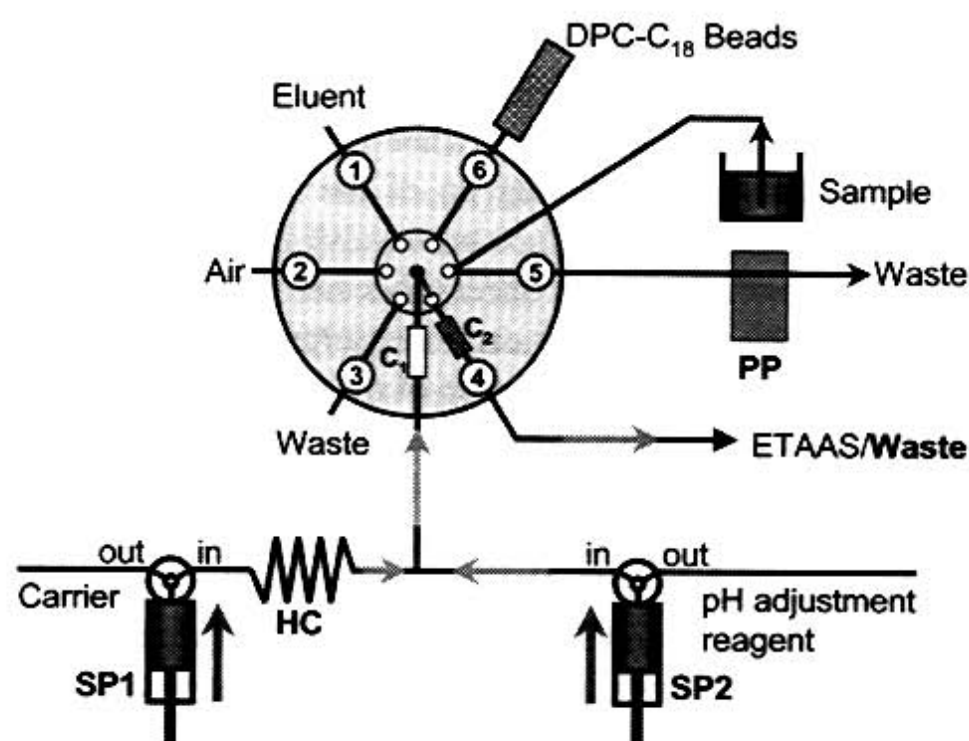 DPC-C₁₈ Beads
Eluent
1
6
Sample
Air
2
5
Waste
C₁
C₂
PP
3
4
Waste
ETAAS/Waste
out
in
in
out
Carrier
HC
pH adjustment
reagent
SP1
SP2